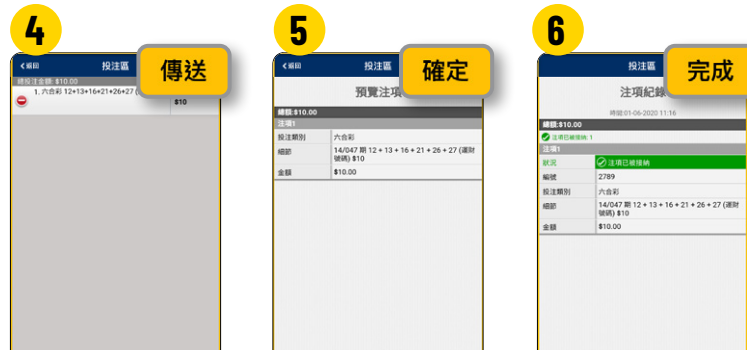 4
<返回
投注區
傳送
總投注金額: $10.00
1. 六合彩 12+13+16+21+26+27 (
$10
5
<返回
投注區
確定
預覽注項
總額:$10.00
注項1
投注類別
六合彩
細節
14/047 期 12 + 13 + 16 + 21 + 26 + 27 (運財
號碼) $10
金額
$10.00
6
投注區
完成
注項紀錄
時間:01-06-2020 11:16
總額:$10.00
注項已被接納: 1
注項1
狀況
注項已被接納
編號
2789
投注類別
六合彩
細節
14/047 期 12 + 13 + 16 + 21 + 26 + 27 (運財
號碼) $10
金額
$10.00